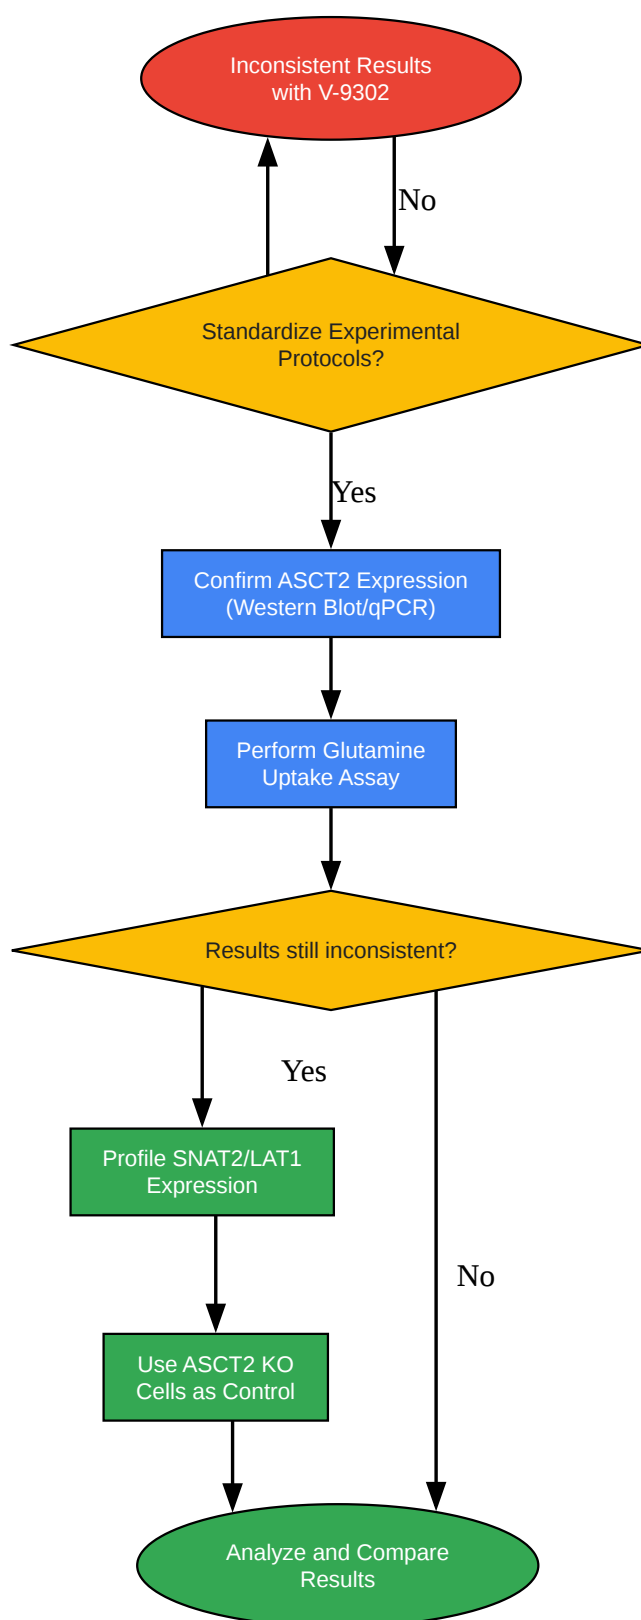 Inconsistent Results
with V-9302
No
Standardize Experimental
Protocols?
Yes
Confirm ASCT2 Expression
(Western Blot/qPCR)
Perform Glutamine
Uptake Assay
Results still inconsistent?
Yes
Profile SNAT2/LAT1
Expression
No
Use ASCT2 KO
Cells as Control
Analyze and Compare
Results